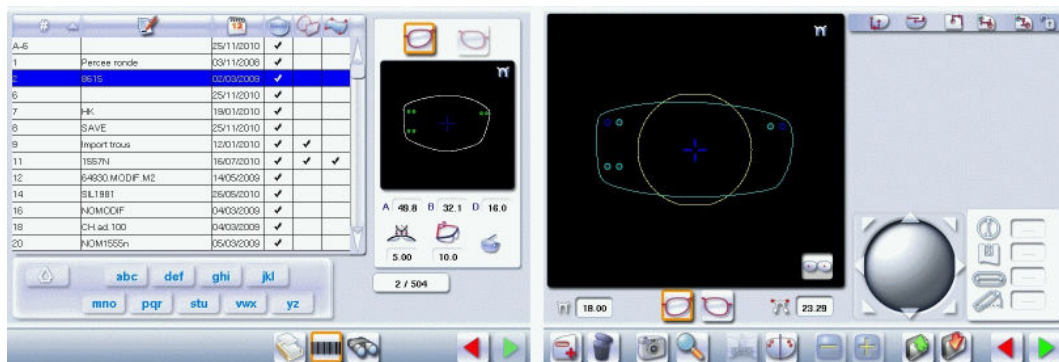 #
12
A-6 25/11/2010
1 Percee ronde 03/11/2008
2 8615 02/03/2009
6 25/11/2010
7 HK 19/01/2010
8 SAVE 25/11/2010
9 Import trous 12/01/2010
11 1557N 16/07/2010
12 64930.MODIF.M2 14/05/2009
14 SIL1981 26/05/2010
16 NOMODIF 04/03/2009
18 CH.ad.100 04/03/2009
20 NOM1555n 05/03/2009
abc def ghi jkl
mno pqr stu vwx yz
A 49.8 B 32.1 D 16.0
5.00 10.0
2 / 504
18.00 23.29